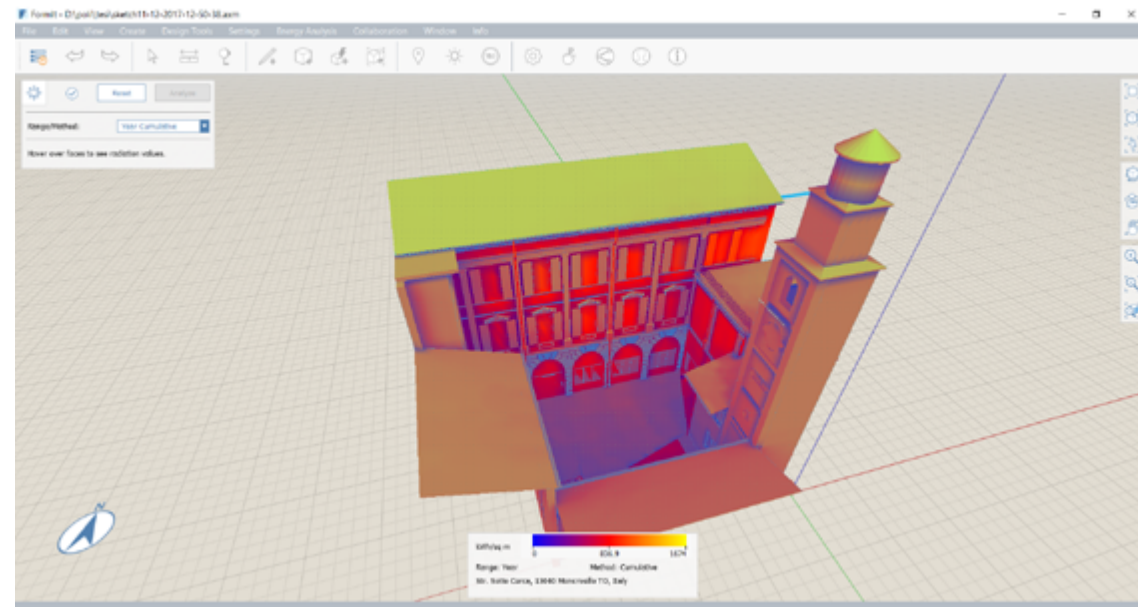 FormIt - D:\poli\tesi\sketch11-12-2017-12-50-38.axm
File Edit View Create Design Tools Settings Energy Analysis Collaboration Window Info
Reset Analyze
Range/Method: Year Cumulative
Hover over faces to see radiation values.
N
kWh/sq m 0 836.9 1674
Range: Year Method: Cumulative
Italy